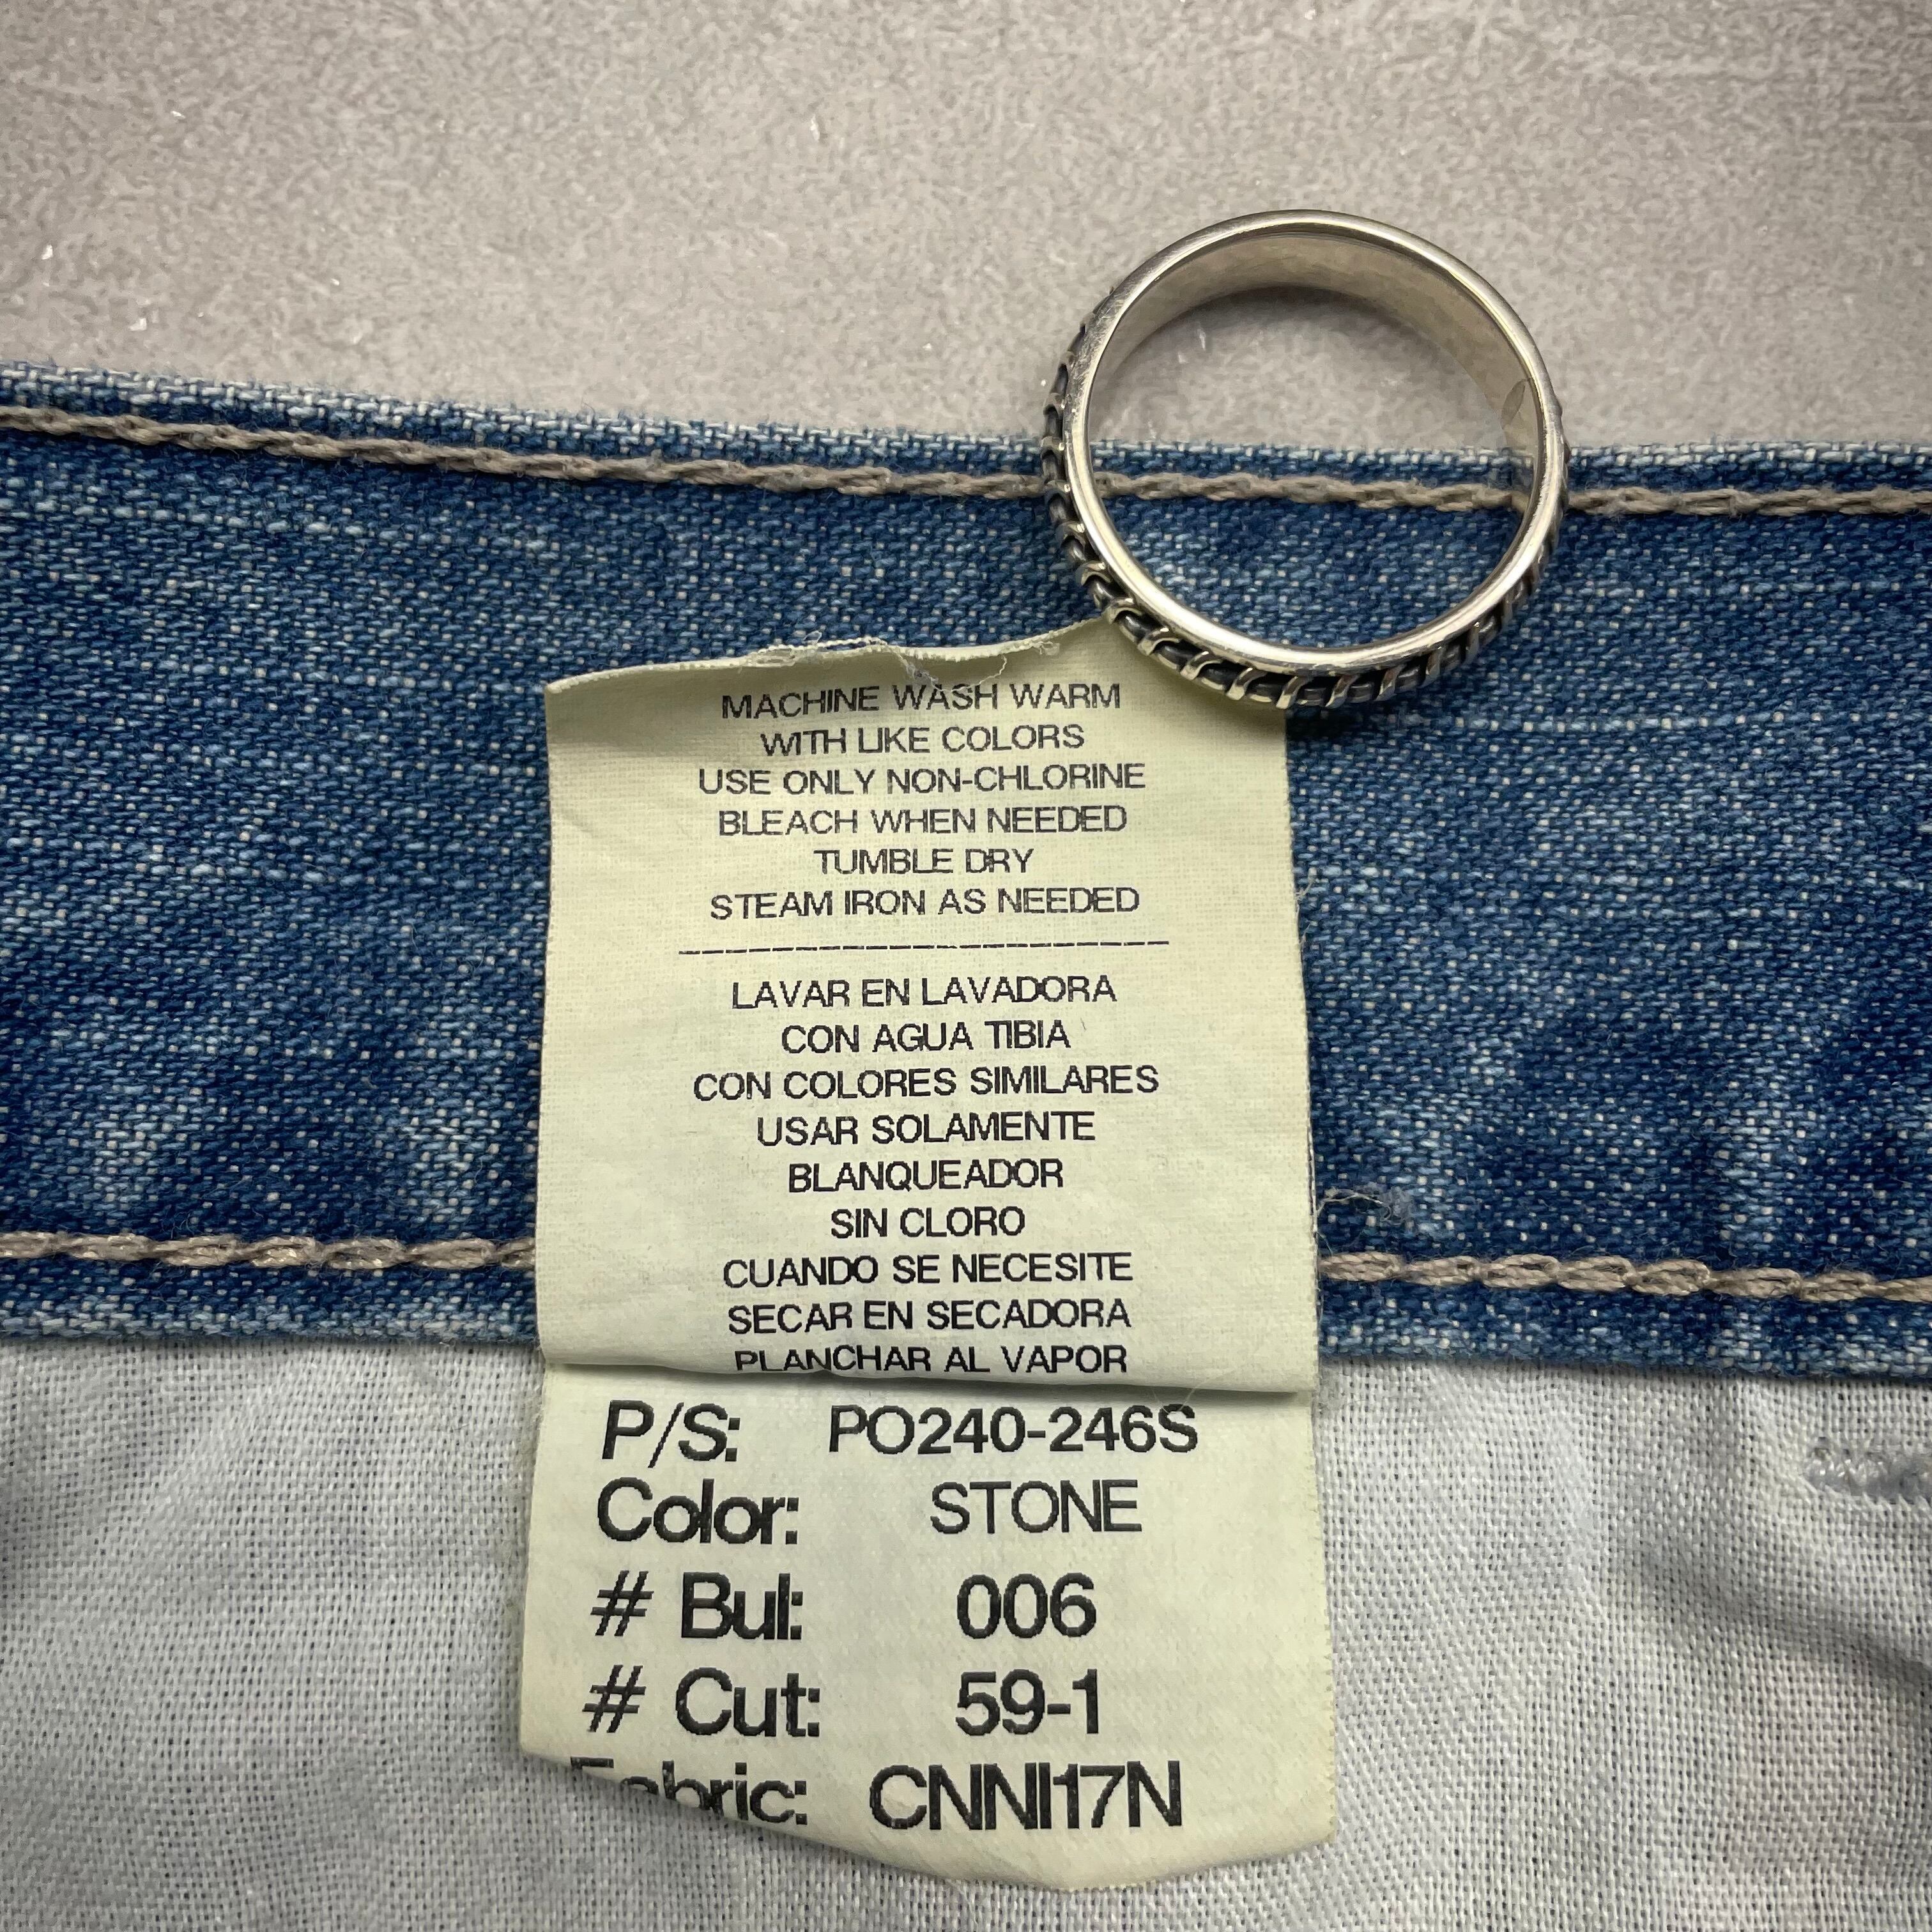 MACHINE WASH WARM
WITH LIKE COLORS
USE ONLY NON-CHLORINE
BLEACH WHEN NEEDED
TUMBLE DRY
STEAM IRON AS NEEDED
LAVAR EN LAVADORA
CON AGUA TIBIA
CON COLORES SIMILARES
USAR SOLAMENTE
BLANQUEADOR
SIN CLORO
CUANDO SE NECESITE
SECAR EN SECADORA
PLANCHAR AL VAPOR
P/S: PO240-246S
Color: STONE
# Bul: 006
# Cut: 59-1
Fabric: CNNI17N